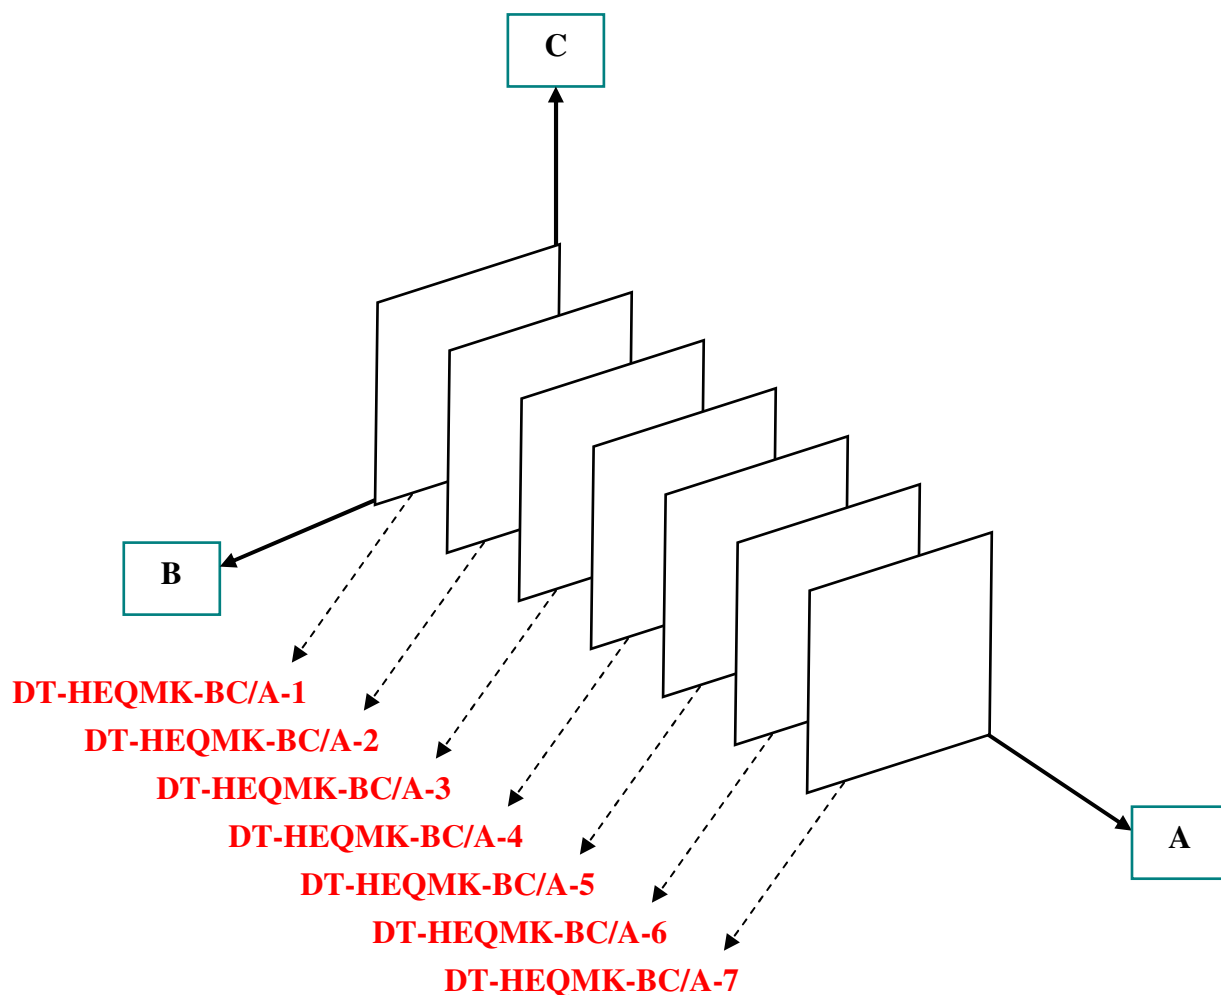 C
B
DT-HEQMK-BC/A-1
DT-HEQMK-BC/A-2
DT-HEQMK-BC/A-3
DT-HEQMK-BC/A-4
A
DT-HEQMK-BC/A-5
DT-HEQMK-BC/A-6
DT-HEQMK-BC/A-7